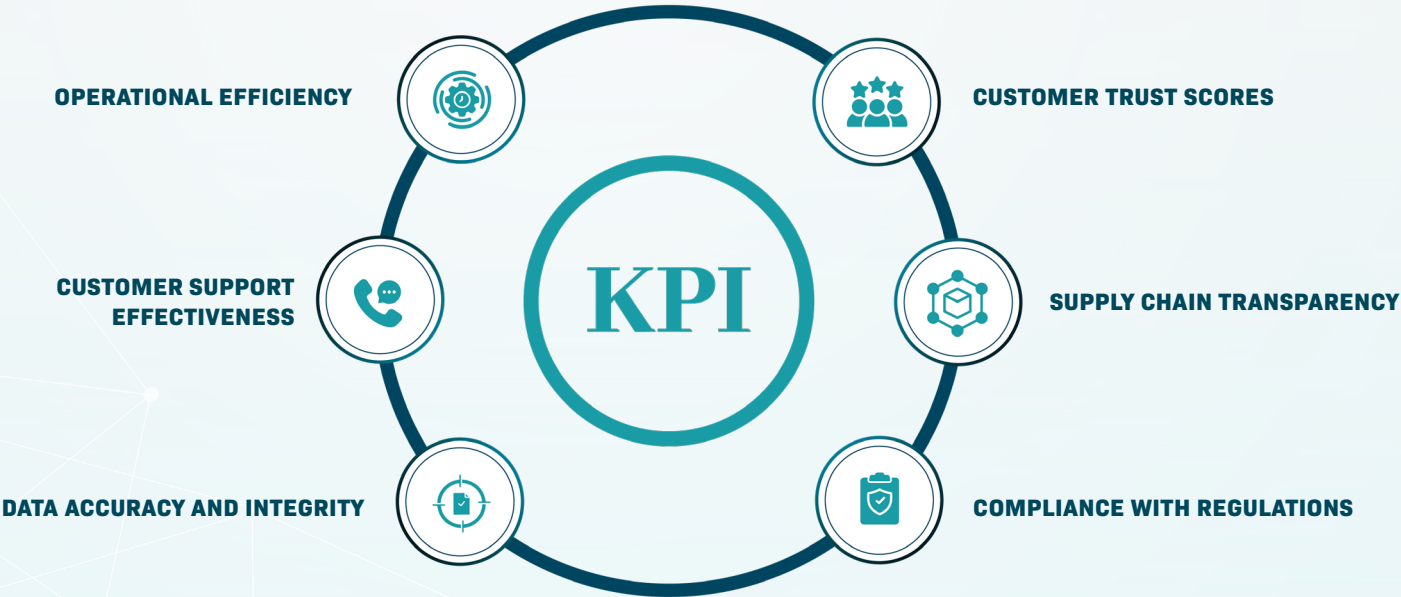 OPERATIONAL EFFICIENCY
CUSTOMER TRUST SCORES
KPI
CUSTOMER SUPPORT
EFFECTIVENESS
SUPPLY CHAIN TRANSPARENCY
DATA ACCURACY AND INTEGRITY
COMPLIANCE WITH REGULATIONS